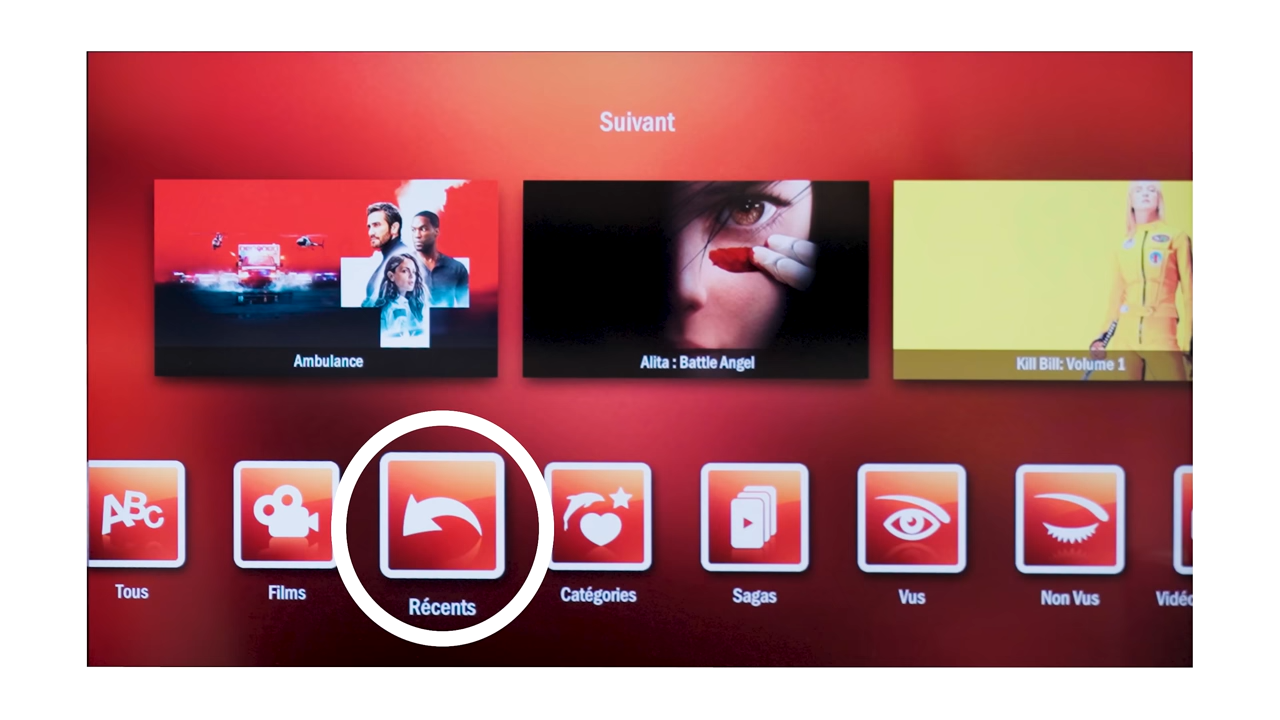 Suivant
Ambulance
Alita : Battle Angel
Kill Bill: Volume 1
ABC
Tous
Films
Récents
Catégories
Sagas
Vus
Non Vus